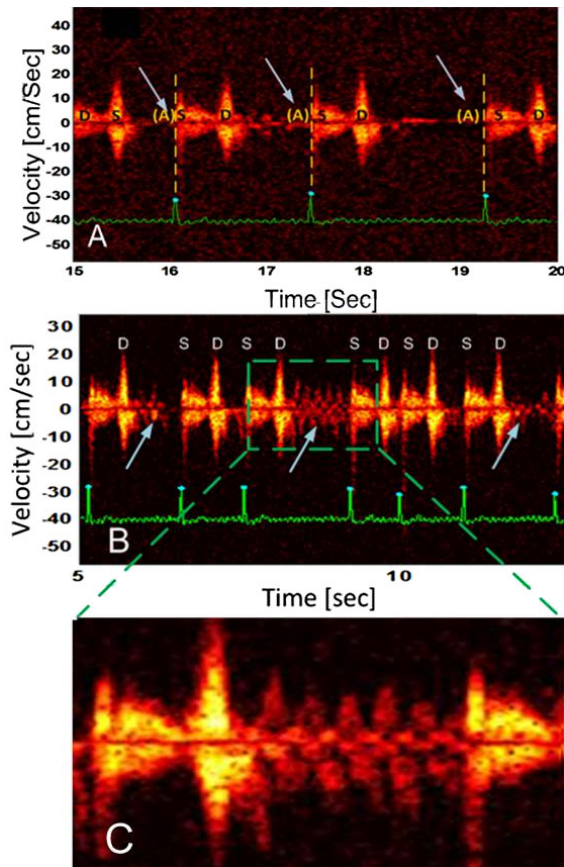 Velocity [cm/Sec]
40
30
20
10
0
-10
-20
-30
-40
-50
D S (A) S D (A) S D (A) S D
A
15 16 17 18 19 20
Time [Sec]
Velocity [cm/sec]
30
20
10
0
-10
-20
-30
-40
-50
D S D S D S D S D S D
B
5 10
Time [sec]
C